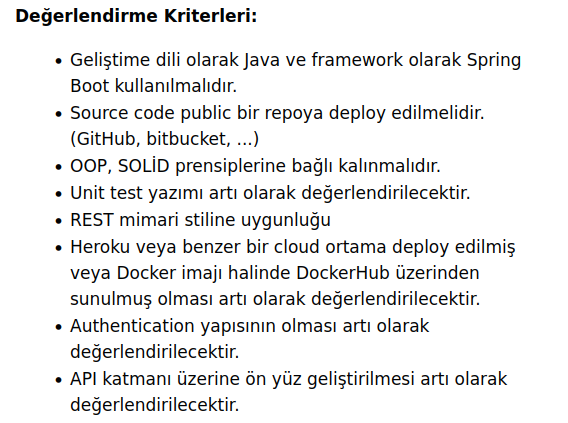 Değerlendirme Kriterleri:
• Geliştime dili olarak Java ve framework olarak Spring
Boot kullanılmalıdır.
• Source code public bir repoya deploy edilmelidir.
(GitHub, bitbucket, ...)
• OOP, SOLİD prensiplerine bağlı kalınmalıdır.
• Unit test yazımı artı olarak değerlendirilecektir.
• REST mimari stiline uygunluğu
• Heroku veya benzer bir cloud ortama deploy edilmiş
veya Docker imajı halinde DockerHub üzerinden
sunulmuş olması artı olarak değerlendirilecektir.
• Authentication yapısının olması artı olarak
değerlendirilecektir.
• API katmanı üzerine ön yüz geliştirilmesi artı olarak
değerlendirilecektir.